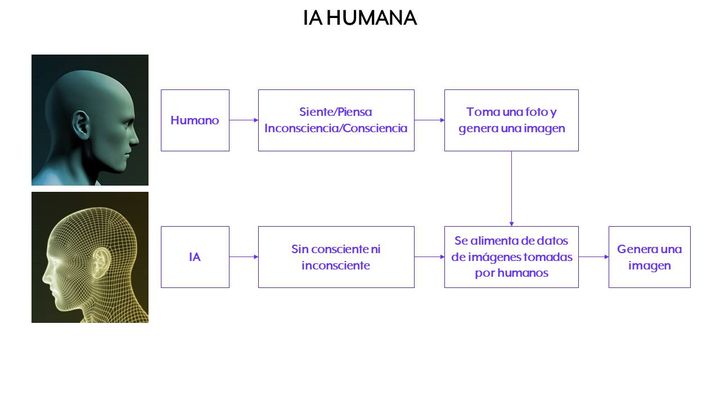 IA HUMANA
Humano
Siente/Piensa
Inconsciencia/Consciencia
Toma una foto y
genera una imagen
IA
Sin consciente ni
inconsciente
Se alimenta de datos
de imágenes tomadas
por humanos
Genera una
imagen